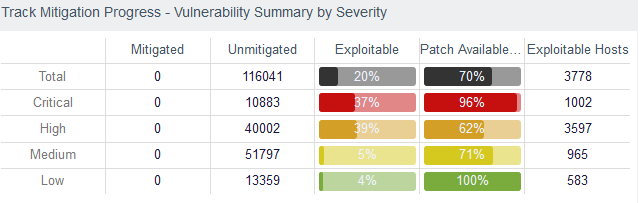 Track Mitigation Progress - Vulnerability Summary by Severity
Mitigated Unmitigated Exploitable Patch Available... Exploitable Hosts
Total 0 116041 20% 70% 3778
Critical 0 10883 37% 96% 1002
High 0 40002 39% 62% 3597
Medium 0 51797 5% 71% 965
Low 0 13359 4% 100% 583